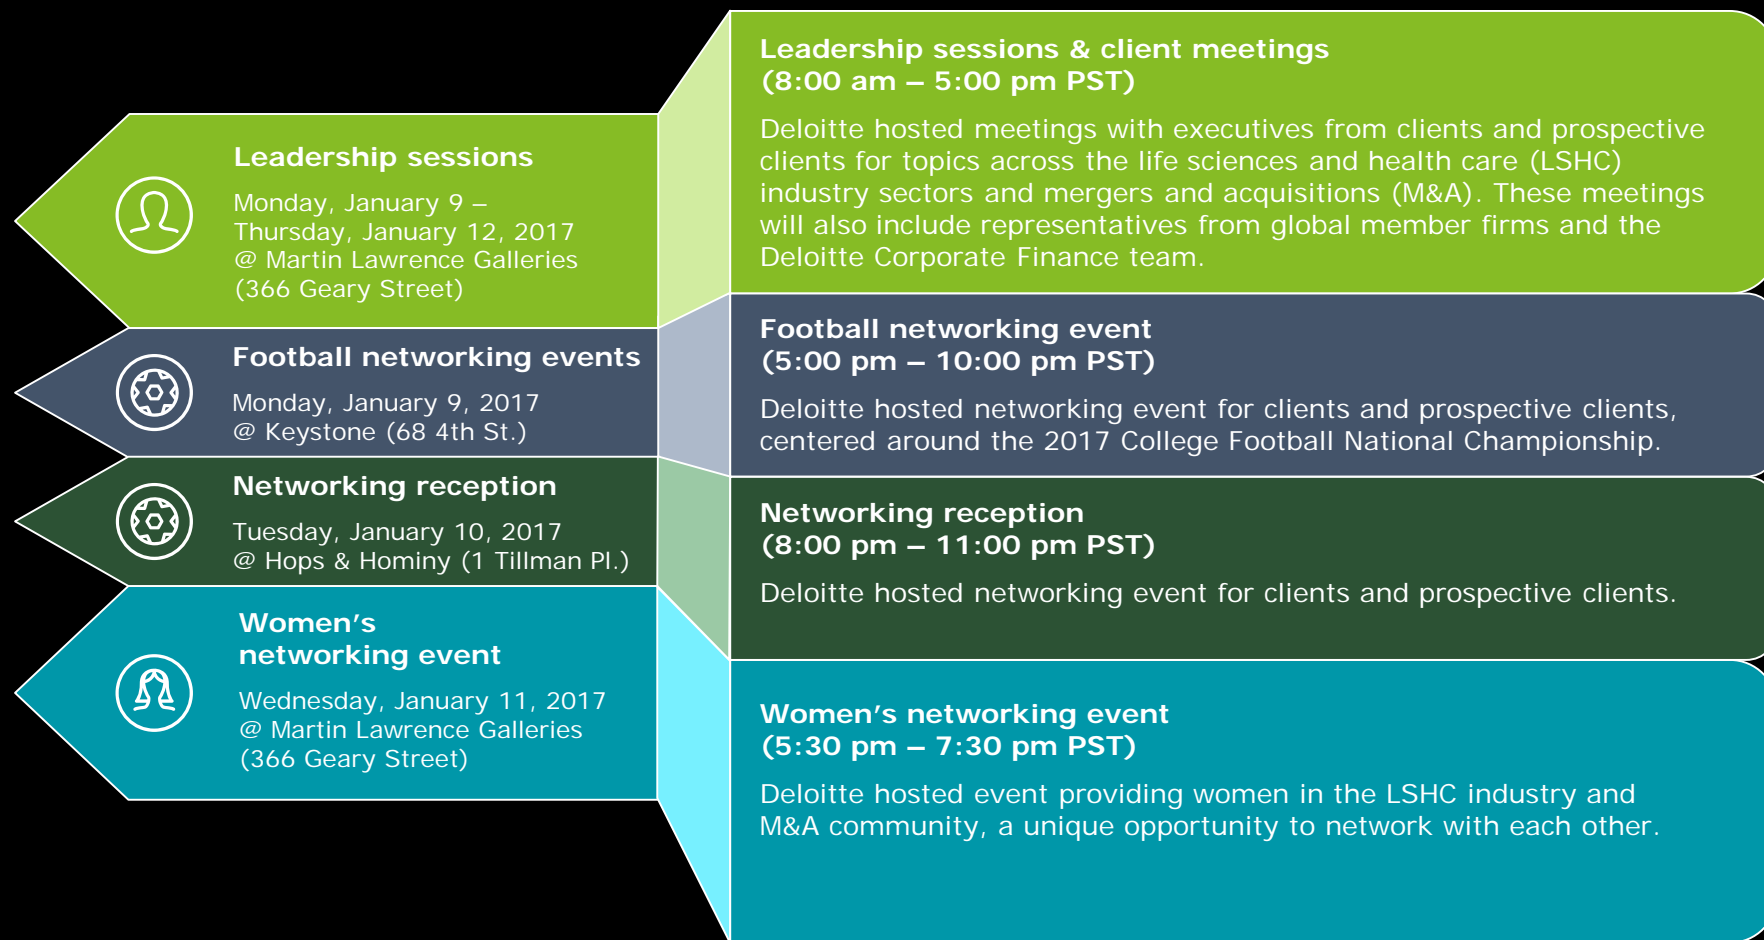 Leadership sessions
Monday, January 9 –
Thursday, January 12, 2017
@ Martin Lawrence Galleries
(366 Geary Street)
Leadership sessions & client meetings
(8:00 am – 5:00 pm PST)
Deloitte hosted meetings with executives from clients and prospective
clients for topics across the life sciences and health care (LSHC)
industry sectors and mergers and acquisitions (M&A). These meetings
will also include representatives from global member firms and the
Deloitte Corporate Finance team.
Football networking events
Monday, January 9, 2017
@ Keystone (68 4th St.)
Football networking event
(5:00 pm – 10:00 pm PST)
Deloitte hosted networking event for clients and prospective clients,
centered around the 2017 College Football National Championship.
Networking reception
Tuesday, January 10, 2017
@ Hops & Hominy (1 Tillman Pl.)
Networking reception
(8:00 pm – 11:00 pm PST)
Deloitte hosted networking event for clients and prospective clients.
Women's
networking event
Wednesday, January 11, 2017
@ Martin Lawrence Galleries
(366 Geary Street)
Women's networking event
(5:30 pm – 7:30 pm PST)
Deloitte hosted event providing women in the LSHC industry and
M&A community, a unique opportunity to network with each other.